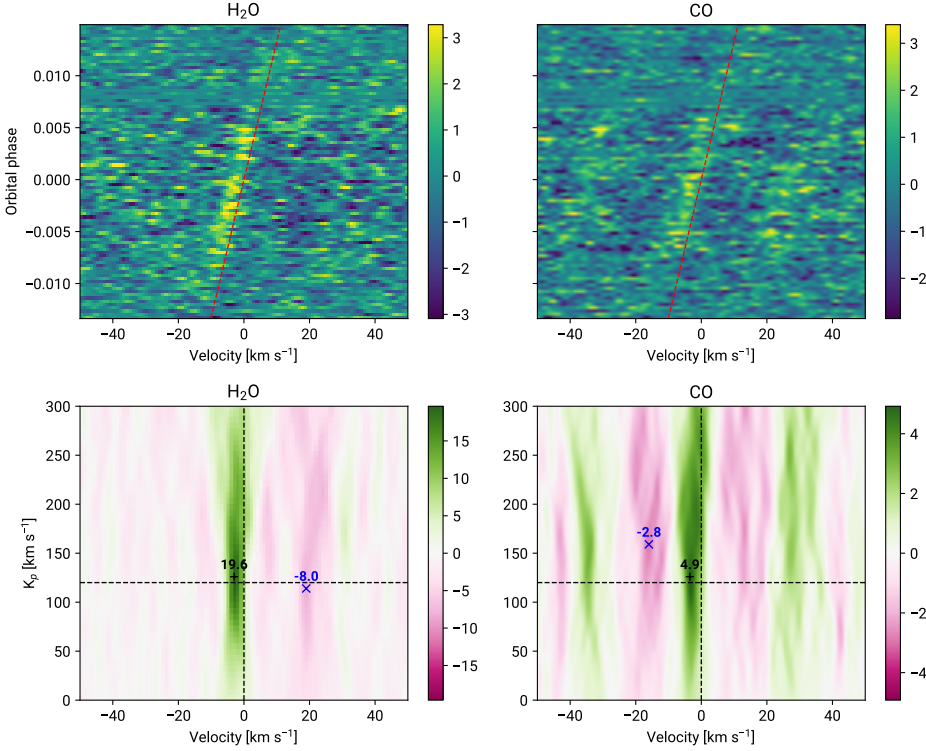 H₂O
CO
Orbital phase
0.010
0.005
0.000
−0.005
−0.010
−40 −20 0 20 40
Velocity [km s⁻¹]
3
2
1
0
−1
−2
−3
−40 −20 0 20 40
Velocity [km s⁻¹]
3
2
1
0
−1
−2
H₂O
CO
Kₚ [km s⁻¹]
300
250
200
150
100
50
0
19.6
-8.0
−40 −20 0 20 40
Velocity [km s⁻¹]
15
10
5
0
−5
−10
−15
-2.8
4.9
−40 −20 0 20 40
Velocity [km s⁻¹]
4
2
0
−2
−4